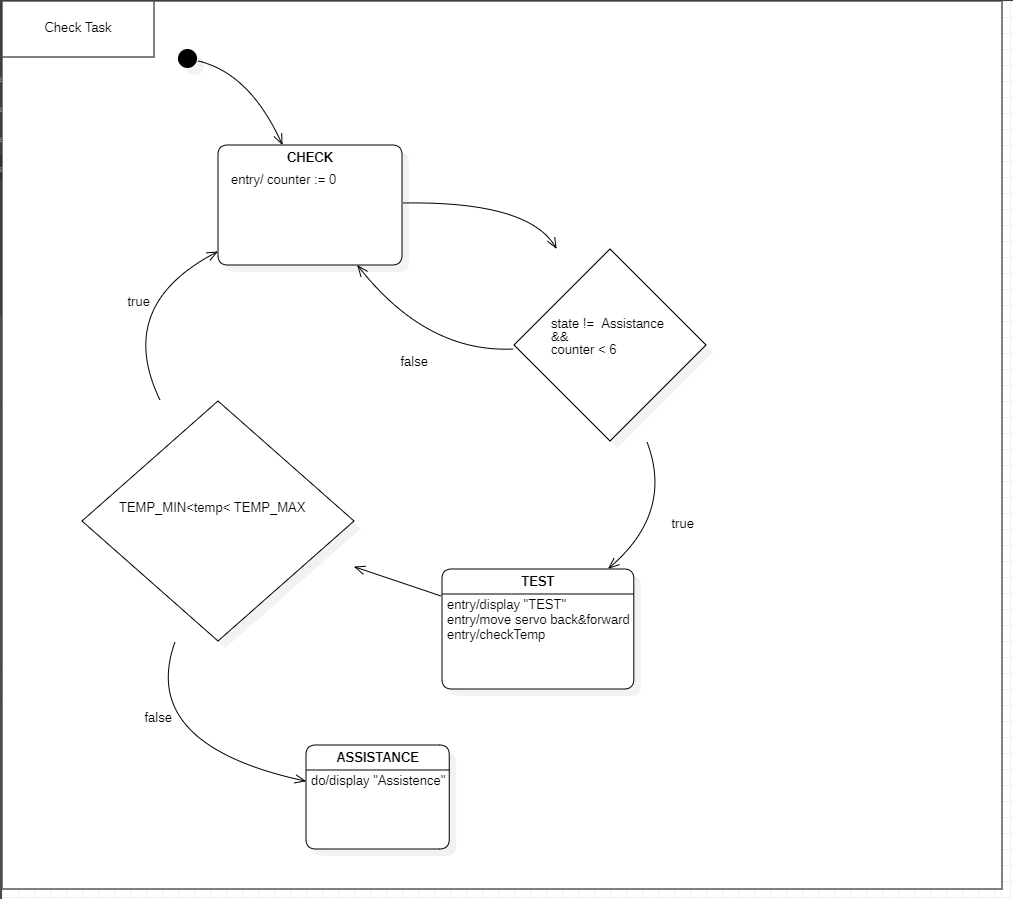 Check Task
CHECK
entry/ counter := 0
true
state != Assistance
&&
counter < 6
false
TEMP_MIN<temp< TEMP_MAX
true
TEST
entry/display "TEST"
entry/move servo back&forward
entry/checkTemp
false
ASSISTANCE
do/display "Assistence"